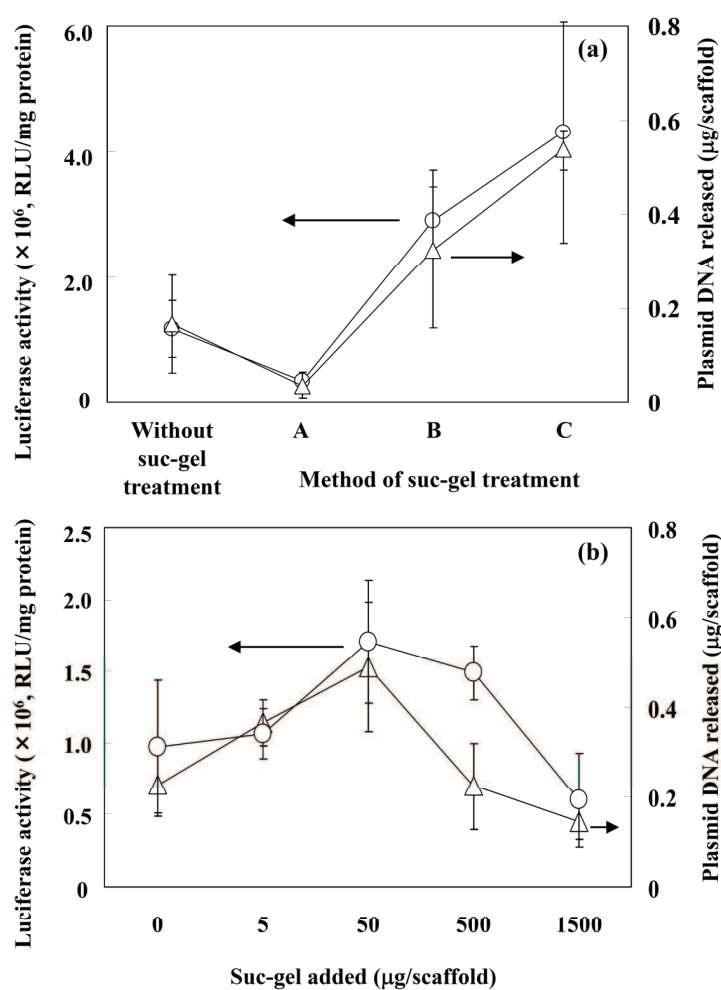 (a)
Luciferase activity (×10⁶, RLU/mg protein)
6.0
4.0
2.0
0
Plasmid DNA released (μg/scaffold)
0.8
0.6
0.4
0.2
0
Without
suc-gel
treatment
A
B
C
Method of suc-gel treatment
(b)
Luciferase activity (×10⁶, RLU/mg protein)
2.5
2.0
1.5
1.0
0.5
0
Plasmid DNA released (μg/scaffold)
0.8
0.6
0.4
0.2
0
0
5
50
500
1500
Suc-gel added (μg/scaffold)